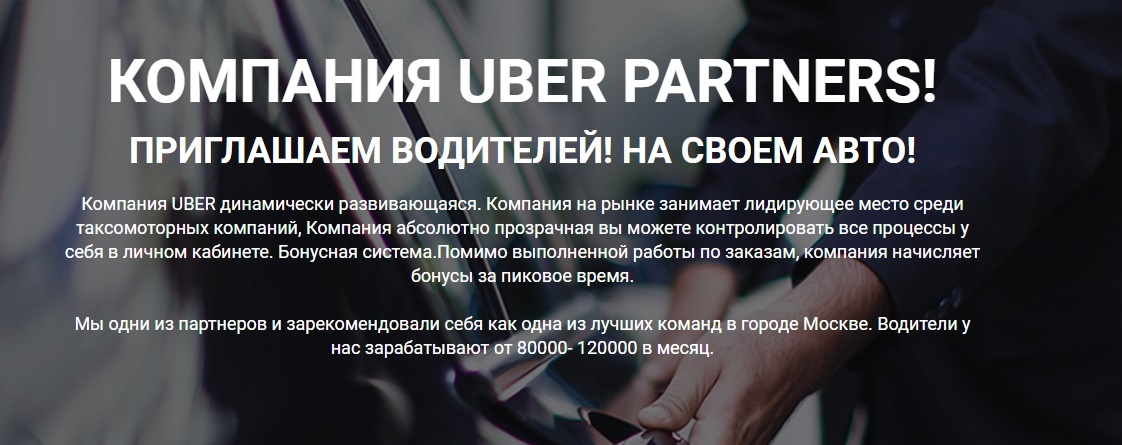 КОМПАНИЯ UBER PARTNERS!
ПРИГЛАШАЕМ ВОДИТЕЛЕЙ! НА СВОЕМ АВТО!
Компания UBER динамически развивающаяся. Компания на рынке занимает лидирующее место среди
таксомоторных компаний, Компания абсолютно прозрачная вы можете контролировать все процессы у
себя в личном кабинете. Бонусная система.Помимо выполненной работы по заказам, компания начисляет
бонусы за пиковое время.
Мы одни из партнеров и зарекомендовали себя как одна из лучших команд в городе Москве. Водители у
нас зарабатывают от 80000- 120000 в месяц.